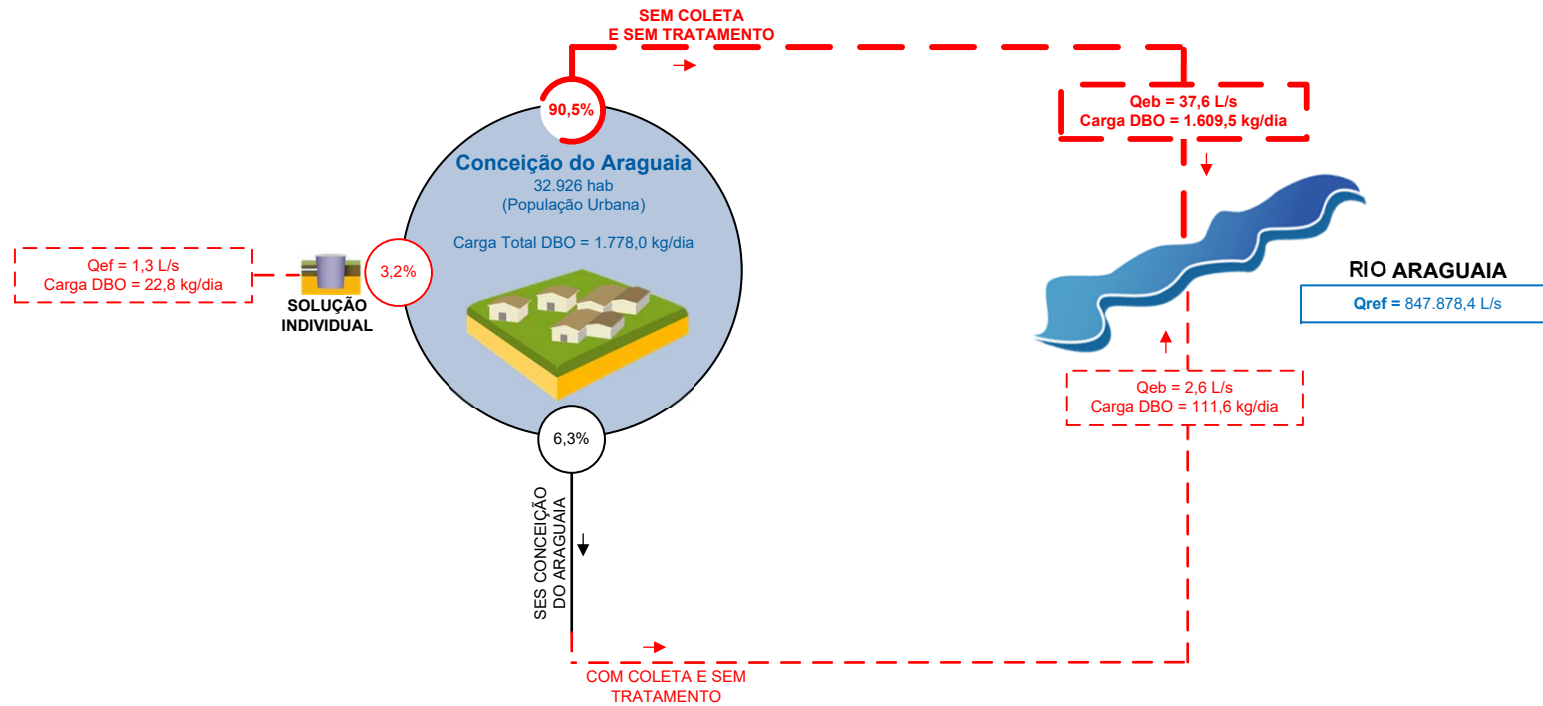 SEM COLETA
E SEM TRATAMENTO
90,5%
Qeb = 37,6 L/s
Carga DBO = 1.609,5 kg/dia
Conceição do Araguaia
32.926 hab
(População Urbana)
Carga Total DBO = 1.778,0 kg/dia
Qef = 1,3 L/s
Carga DBO = 22,8 kg/dia
SOLUÇÃO
INDIVIDUAL
3,2%
RIO ARAGUAIA
Qref = 847.878,4 L/s
Qeb = 2,6 L/s
Carga DBO = 111,6 kg/dia
6,3%
SES CONCEIÇÃO
DO ARAGUAIA
COM COLETA E SEM
TRATAMENTO